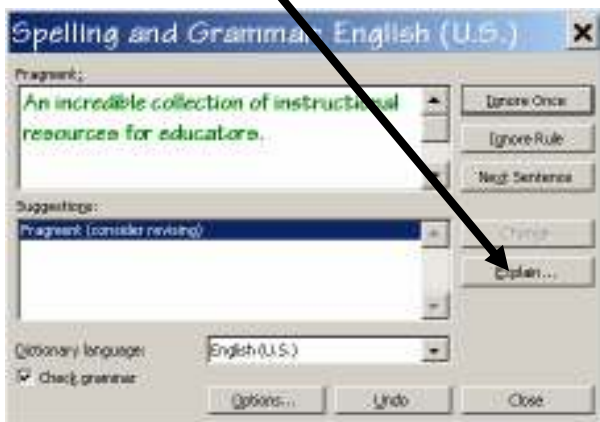 Spelling and Grammar: English (U.S.)
Fragment:
An incredible collection of instructional
resources for educators.
Ignore Once
Ignore Rule
Next Sentence
Suggestions:
Fragment (consider revising)
Change
Explain...
Dictionary language:
English (U.S.)
Check grammar
Options...
Undo
Close